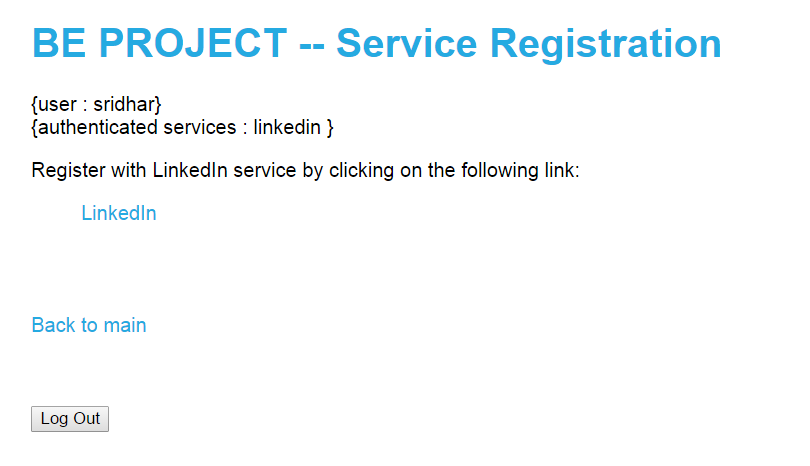 BE PROJECT -- Service Registration
{user : sridhar}
{authenticated services : linkedin }
Register with LinkedIn service by clicking on the following link:
LinkedIn
Back to main
Log Out